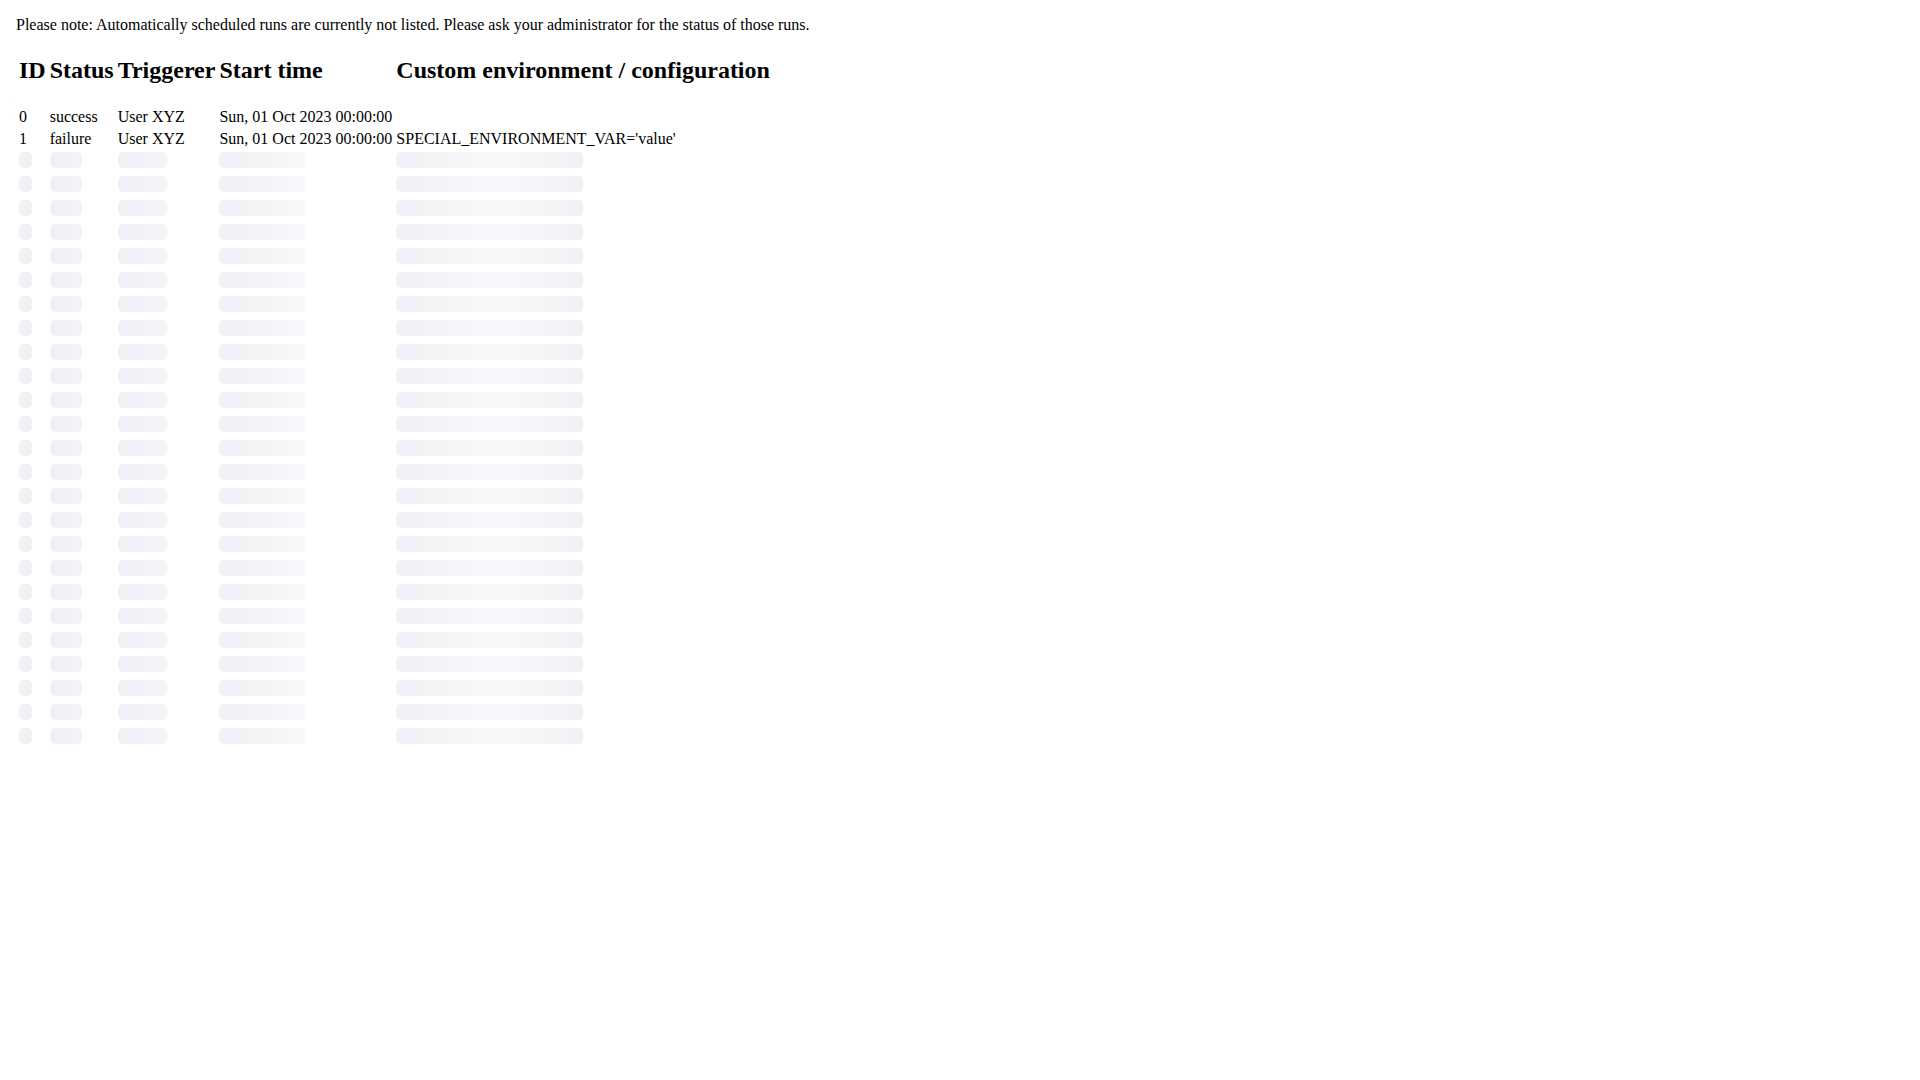 Please note: Automatically scheduled runs are currently not listed. Please ask your administrator for the status of those runs.
ID Status Triggerer Start time Custom environment / configuration
0 success User XYZ Sun, 01 Oct 2023 00:00:00
1 failure User XYZ Sun, 01 Oct 2023 00:00:00 SPECIAL_ENVIRONMENT_VAR='value'